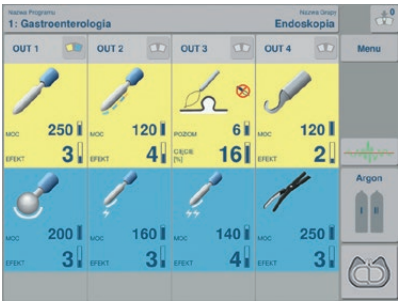 Nazwa Programu
1: Gastroenterologia
Nazwa Grupy
Endoskopia
0
OUT 1
OUT 2
OUT 3
OUT 4
Menu
MOC 250
MOC 120
POZIOM 6
MOC 120
EFEKT 3
EFEKT 4
CIĘCIE [%] 16
EFEKT 2
Argon
I II
MOC 200
MOC 160
MOC 140
MOC 250
EFEKT 3
EFEKT 3
EFEKT 4
EFEKT 3